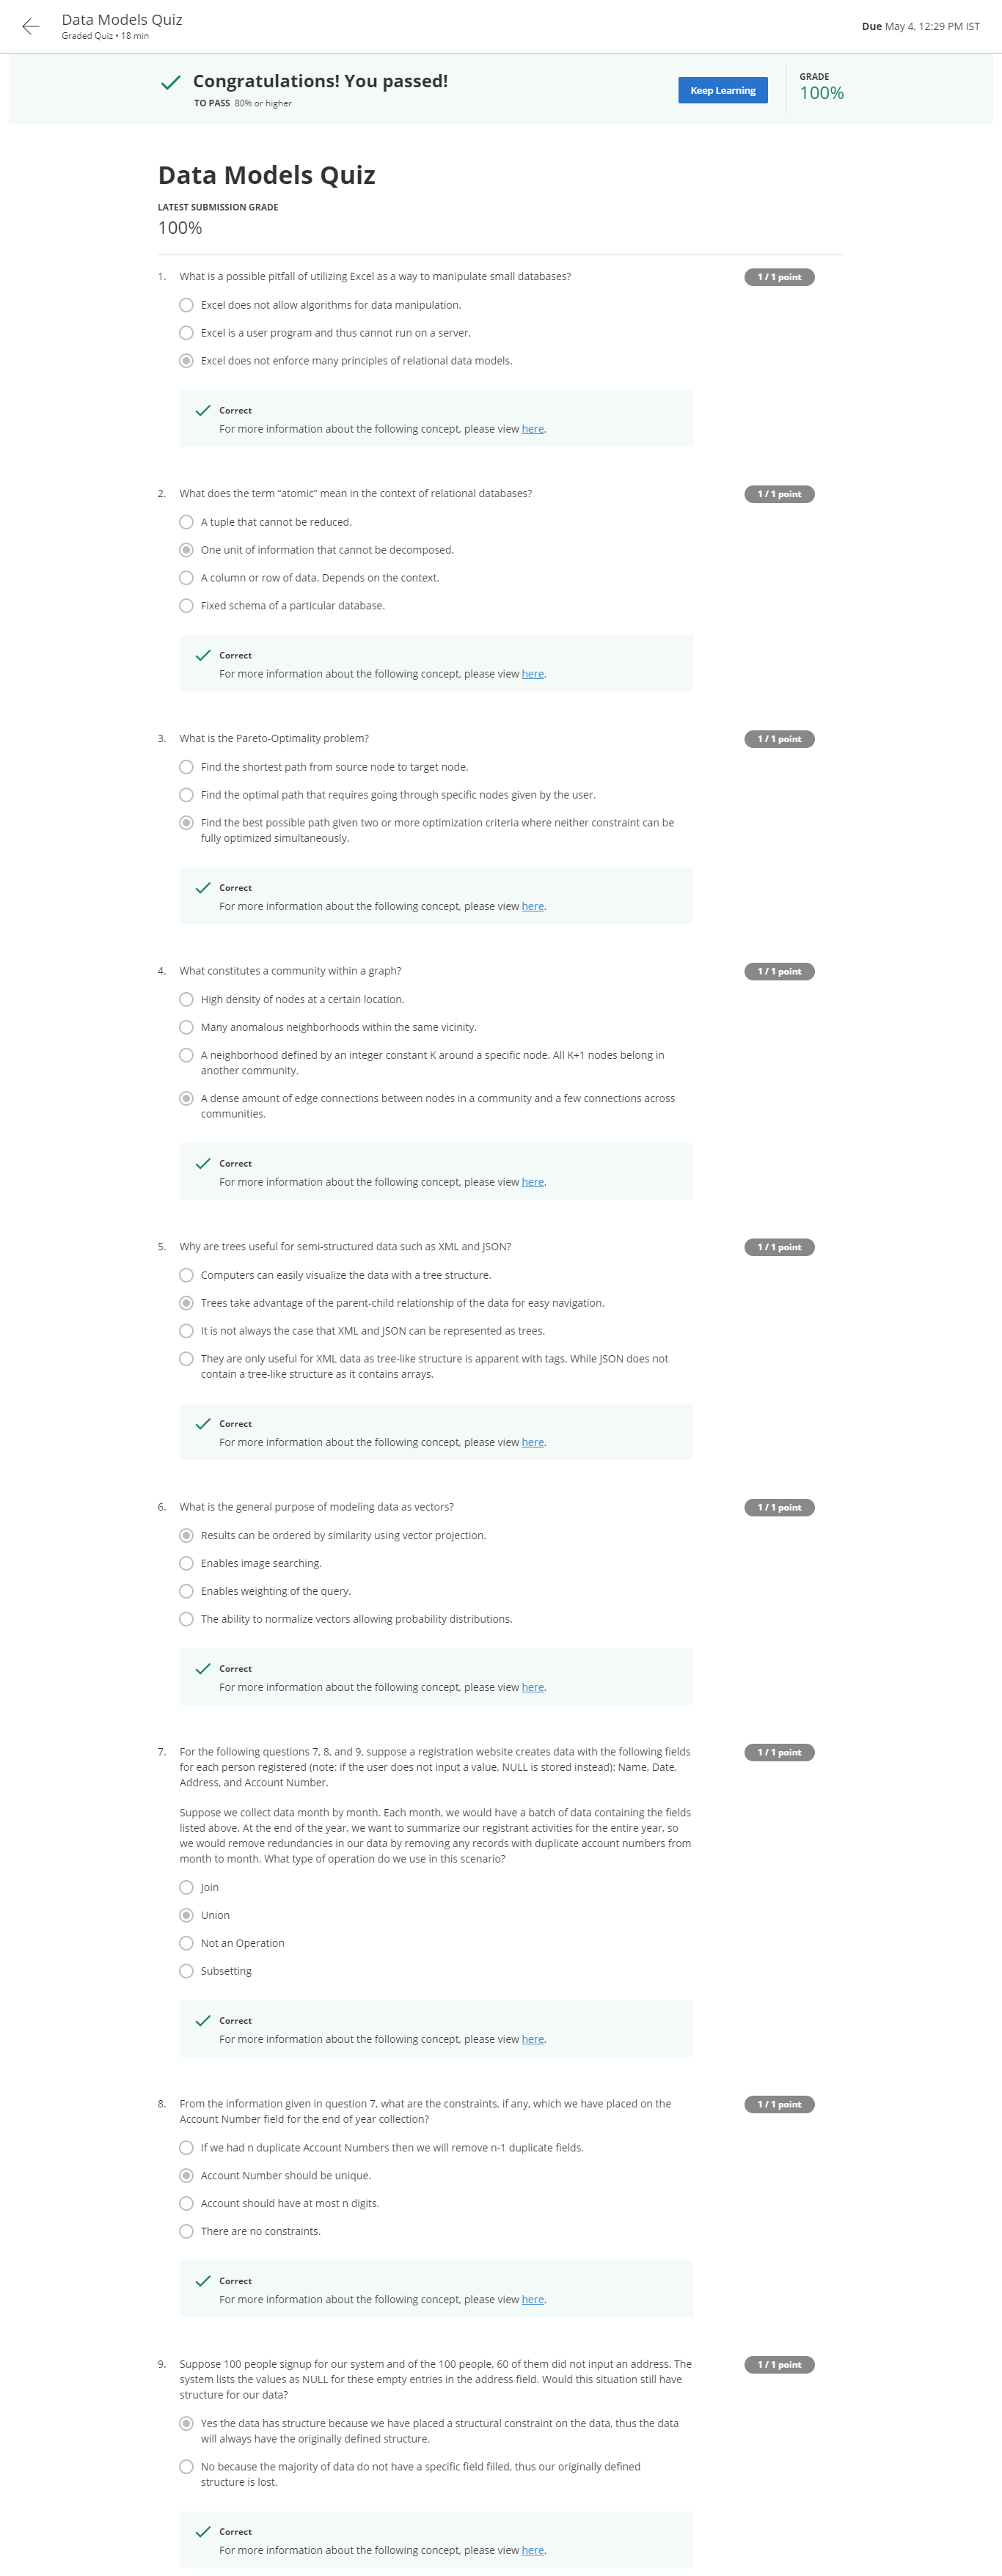 Data Models Quiz
Graded Quiz • 18 min
Due May 4, 12:29 PM IST
Congratulations! You passed!
TO PASS 80% or higher
Keep Learning
GRADE
100%
Data Models Quiz
LATEST SUBMISSION GRADE
100%
1. What is a possible pitfall of utilizing Excel as a way to manipulate small databases?
1 / 1 point
Excel does not allow algorithms for data manipulation.
Excel is a user program and thus cannot run on a server.
Excel does not enforce many principles of relational data models.
Correct
For more information about the following concept, please view here.
2. What does the term “atomic” mean in the context of relational databases?
1 / 1 point
A tuple that cannot be reduced.
One unit of information that cannot be decomposed.
A column or row of data. Depends on the context.
Fixed schema of a particular database.
Correct
For more information about the following concept, please view here.
3. What is the Pareto-Optimality problem?
1 / 1 point
Find the shortest path from source node to target node.
Find the optimal path that requires going through specific nodes given by the user.
Find the best possible path given two or more optimization criteria where neither constraint can be
fully optimized simultaneously.
Correct
For more information about the following concept, please view here.
4. What constitutes a community within a graph?
1 / 1 point
High density of nodes at a certain location.
Many anomalous neighborhoods within the same vicinity.
A neighborhood defined by an integer constant K around a specific node. All K+1 nodes belong in
another community.
A dense amount of edge connections between nodes in a community and a few connections across
communities.
Correct
For more information about the following concept, please view here.
5. Why are trees useful for semi-structured data such as XML and JSON?
1 / 1 point
Computers can easily visualize the data with a tree structure.
Trees take advantage of the parent-child relationship of the data for easy navigation.
It is not always the case that XML and JSON can be represented as trees.
They are only useful for XML data as tree-like structure is apparent with tags. While JSON does not
contain a tree-like structure as it contains arrays.
Correct
For more information about the following concept, please view here.
6. What is the general purpose of modeling data as vectors?
1 / 1 point
Results can be ordered by similarity using vector projection.
Enables image searching.
Enables weighting of the query.
The ability to normalize vectors allowing probability distributions.
Correct
For more information about the following concept, please view here.
7. For the following questions 7, 8, and 9, suppose a registration website creates data with the following fields
1 / 1 point
for each person registered (note: if the user does not input a value, NULL is stored instead): Name, Date,
Address, and Account Number.
Suppose we collect data month by month. Each month, we would have a batch of data containing the fields
listed above. At the end of the year, we want to summarize our registrant activities for the entire year, so
we would remove redundancies in our data by removing any records with duplicate account numbers from
month to month. What type of operation do we use in this scenario?
Join
Union
Not an Operation
Subsetting
Correct
For more information about the following concept, please view here.
8. From the information given in question 7, what are the constraints, if any, which we have placed on the
1 / 1 point
Account Number field for the end of year collection?
If we had n duplicate Account Numbers then we will remove n-1 duplicate fields.
Account Number should be unique.
Account should have at most n digits.
There are no constraints.
Correct
For more information about the following concept, please view here.
9. Suppose 100 people signup for our system and of the 100 people, 60 of them did not input an address. The
1 / 1 point
system lists the values as NULL for these empty entries in the address field. Would this situation still have
structure for our data?
Yes the data has structure because we have placed a structural constraint on the data, thus the data
will always have the originally defined structure.
No because the majority of data do not have a specific field filled, thus our originally defined
structure is lost.
Correct
For more information about the following concept, please view here.